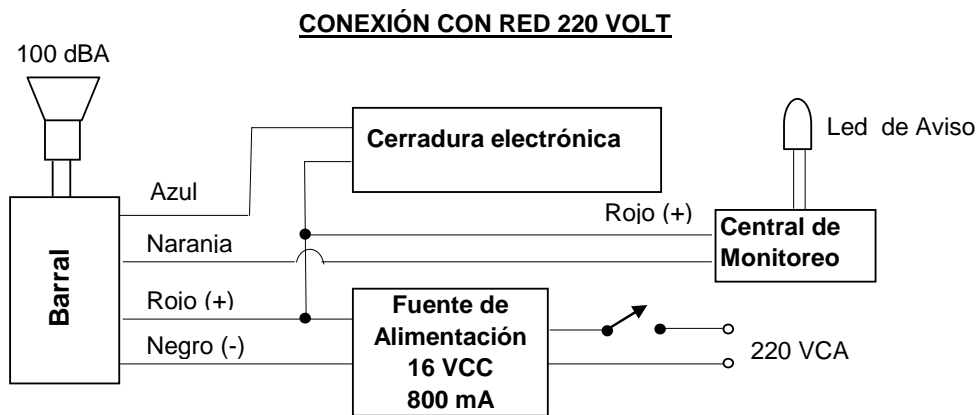 CONEXIÓN CON RED 220 VOLT
100 dBA
Cerradura electrónica
Led de Aviso
Azul
Rojo (+)
Central de
Monitoreo
Naranja
Barral
Rojo (+)
Fuente de
Alimentación
16 VCC
800 mA
Negro (-)
220 VCA